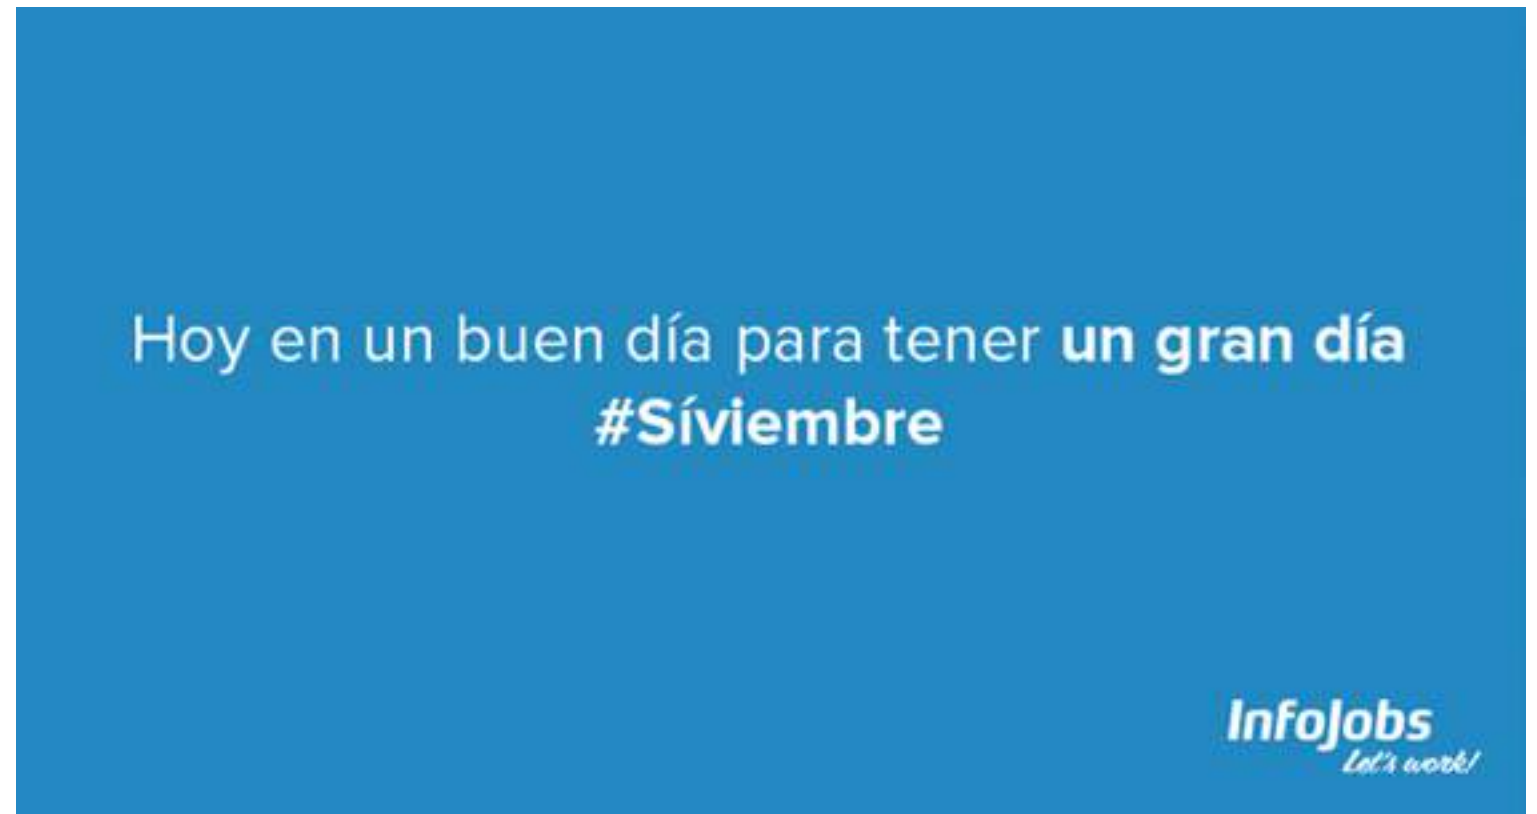 Hoy en un buen día para tener un gran día
#Síviembre
InfoJobs
Let's work!